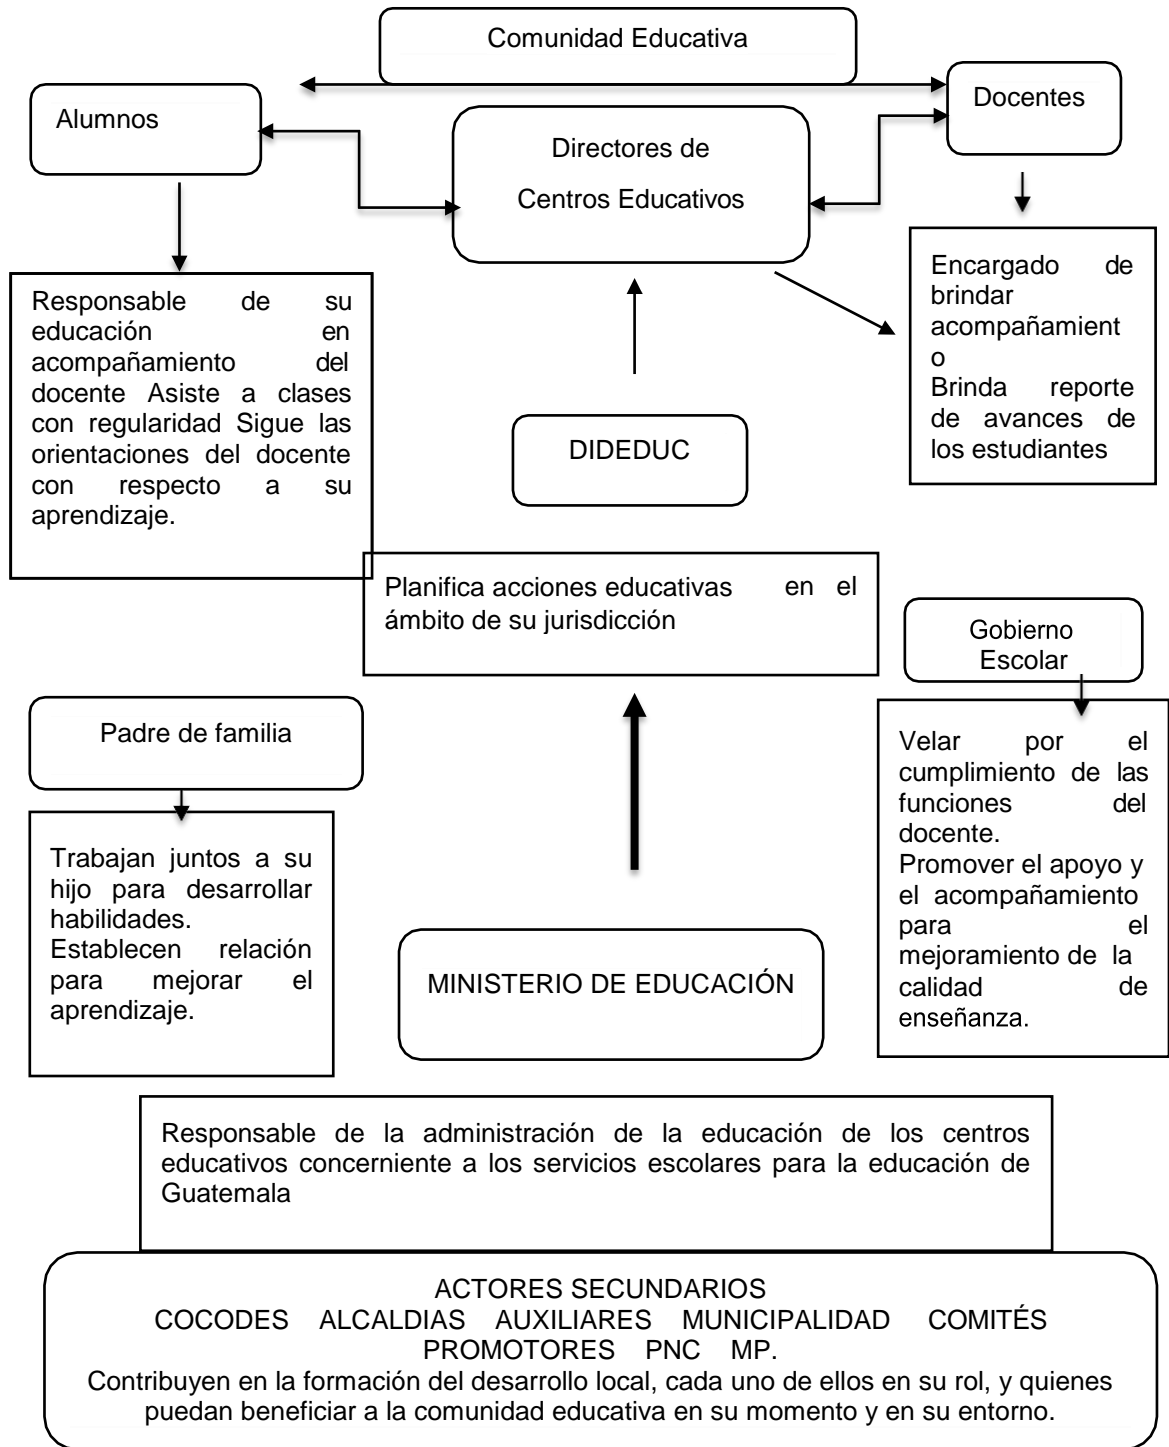 Comunidad Educativa
Alumnos
Docentes
Directores de
Centros Educativos
Responsable de su
educación en
acompañamiento del
docente Asiste a clases
con regularidad Sigue las
orientaciones del docente
con respecto a su
aprendizaje.
Encargado de
brindar
acompañamient
o
Brinda reporte
de avances de
los estudiantes
DIDEDUC
Planifica acciones educativas en el
ámbito de su jurisdicción
Gobierno
Escolar
Padre de familia
Velar por el
cumplimiento de las
funciones del
docente.
Promover el apoyo y
el acompañamiento
para el
mejoramiento de la
calidad de
enseñanza.
Trabajan juntos a su
hijo para desarrollar
habilidades.
Establecen relación
para mejorar el
aprendizaje.
MINISTERIO DE EDUCACIÓN
Responsable de la administración de la educación de los centros
educativos concerniente a los servicios escolares para la educación de
Guatemala
ACTORES SECUNDARIOS
COCODES ALCALDIAS AUXILIARES MUNICIPALIDAD COMITÉS
PROMOTORES PNC MP.
Contribuyen en la formación del desarrollo local, cada uno de ellos en su rol, y quienes
puedan beneficiar a la comunidad educativa en su momento y en su entorno.